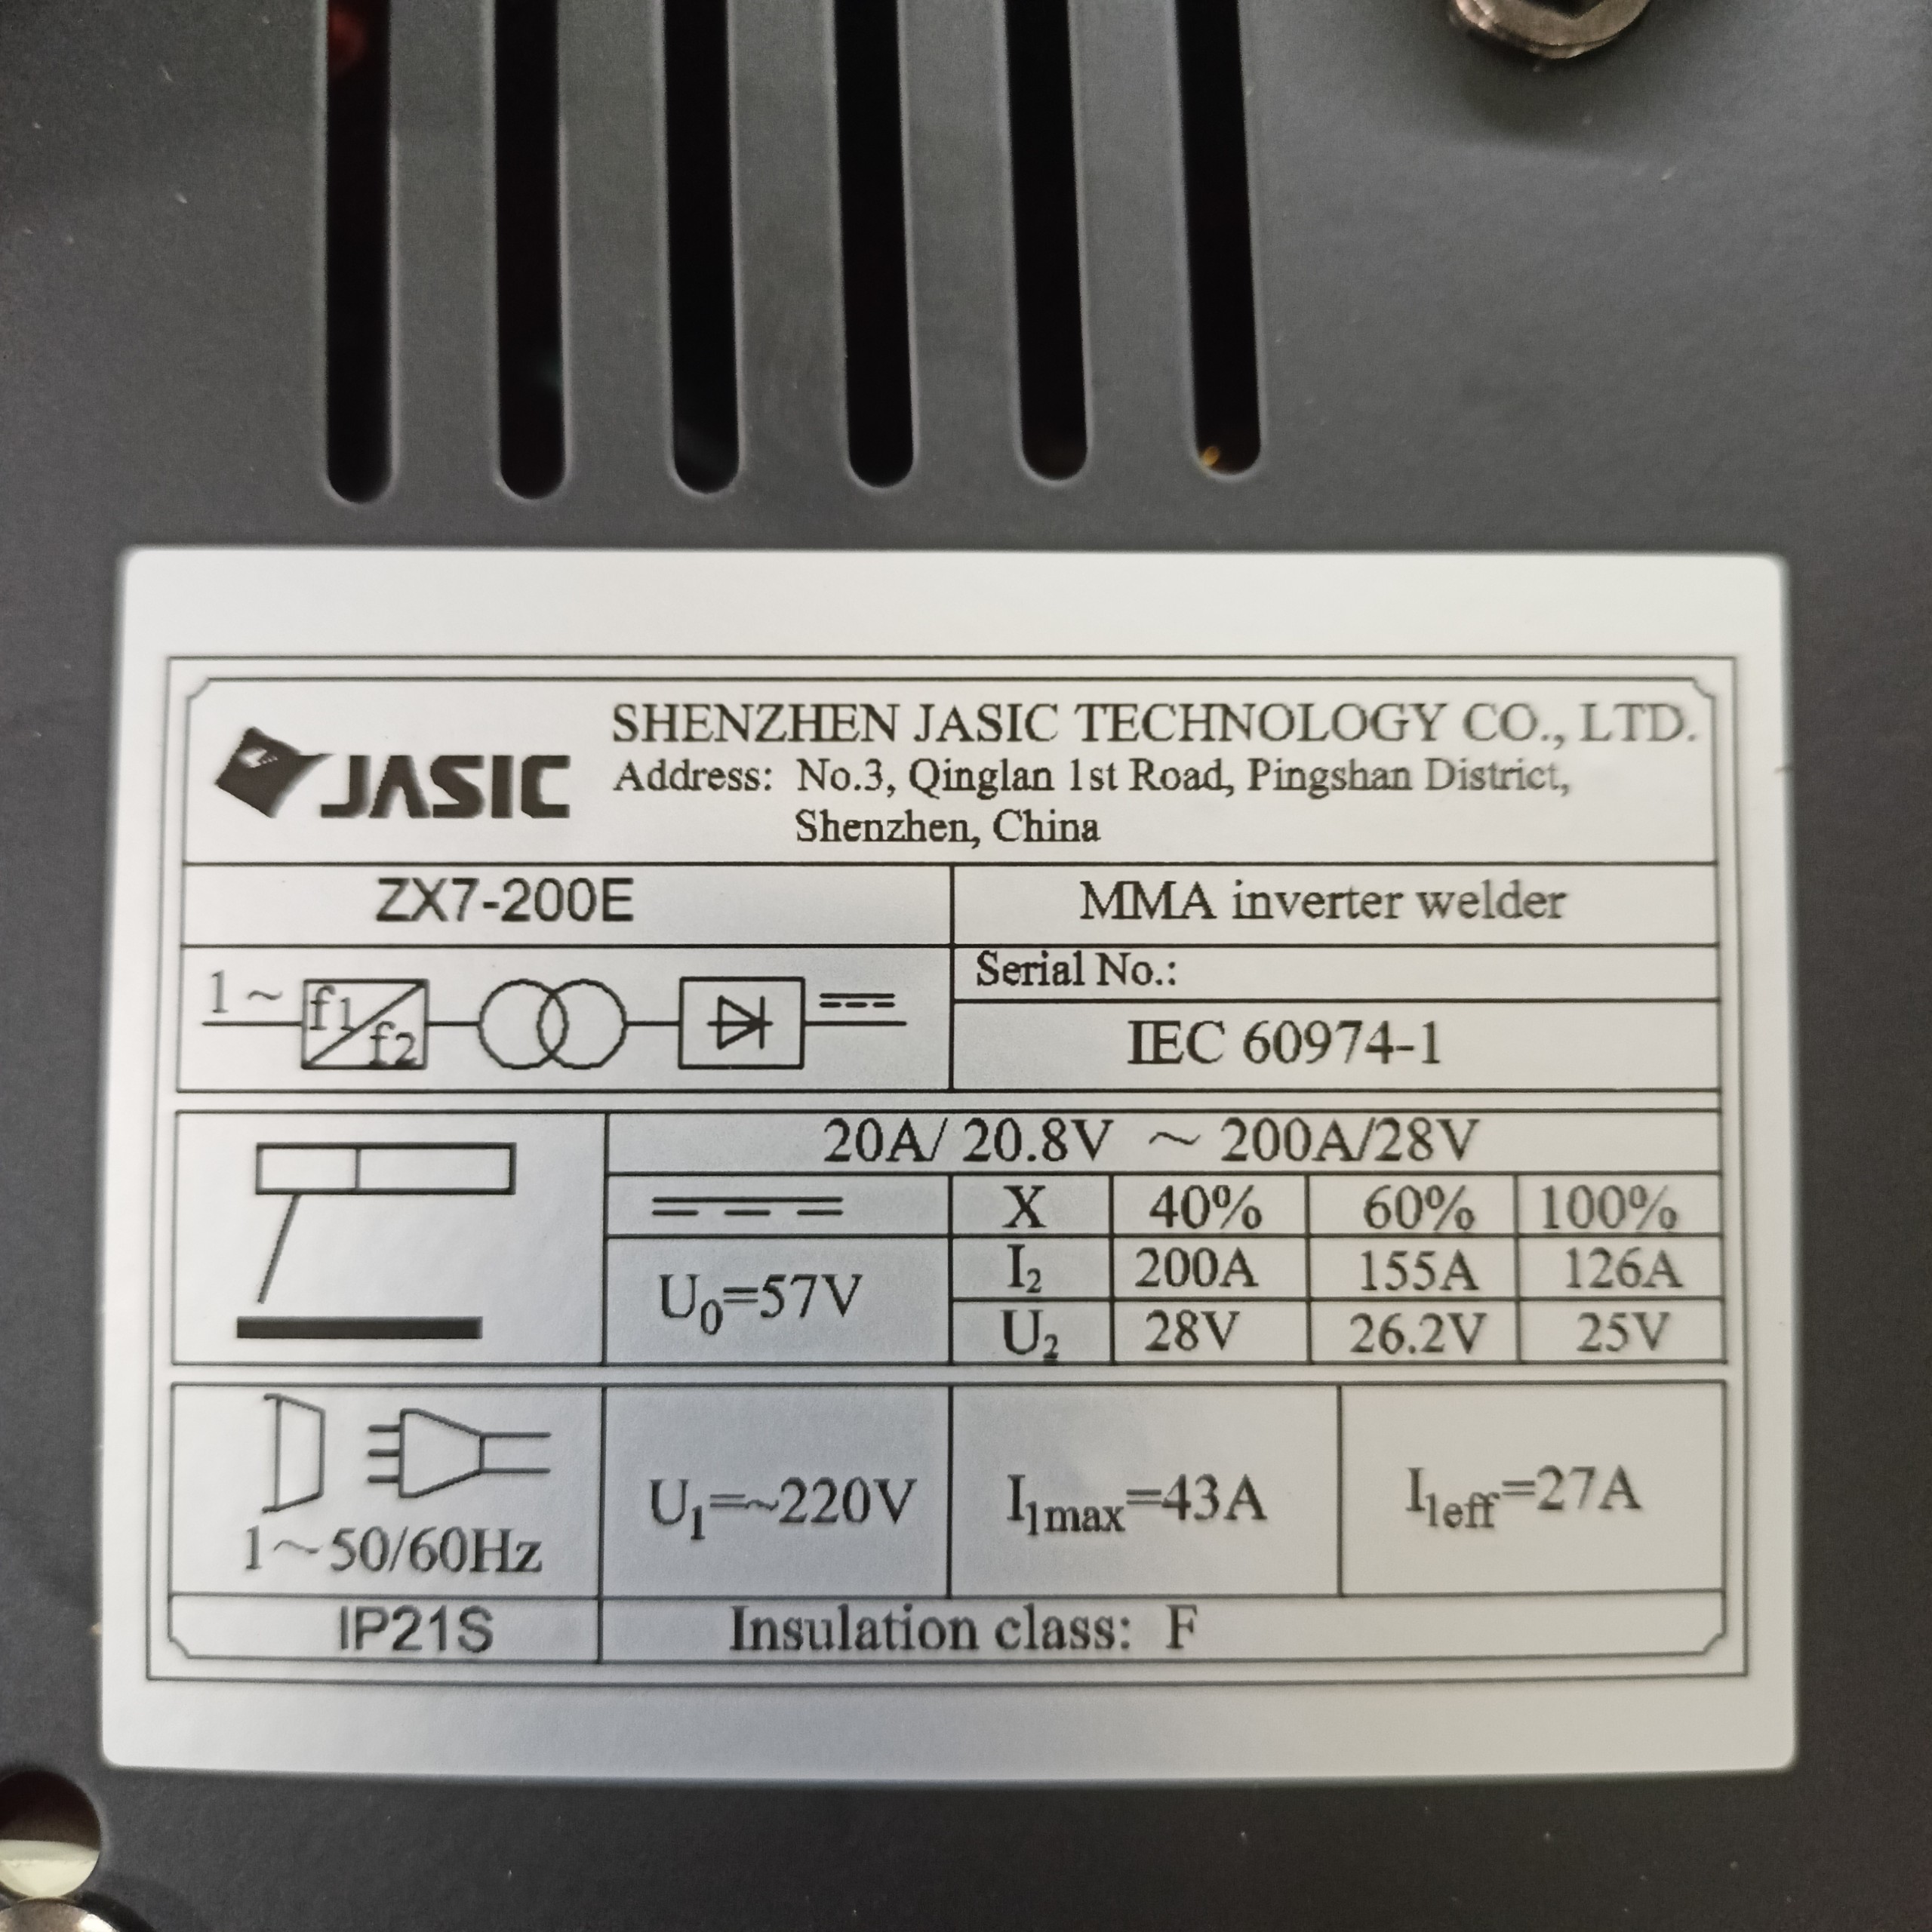 JASIC
SHENZHEN JASIC TECHNOLOGY CO., LTD.
Address: No.3, Qinglan 1st Road, Pingshan District,
Shenzhen, China
ZX7-200E
MMA inverter welder
1~
f1
f2
Serial No.:
IEC 60974-1
20A/ 20.8V ~ 200A/28V
X 40% 60% 100%
U₀=57V
I₂ 200A 155A 126A
U₂ 28V 26.2V 25V
1~50/60Hz
U₁=~220V
I₁max=43A
I₁eff=27A
IP21S
Insulation class: F